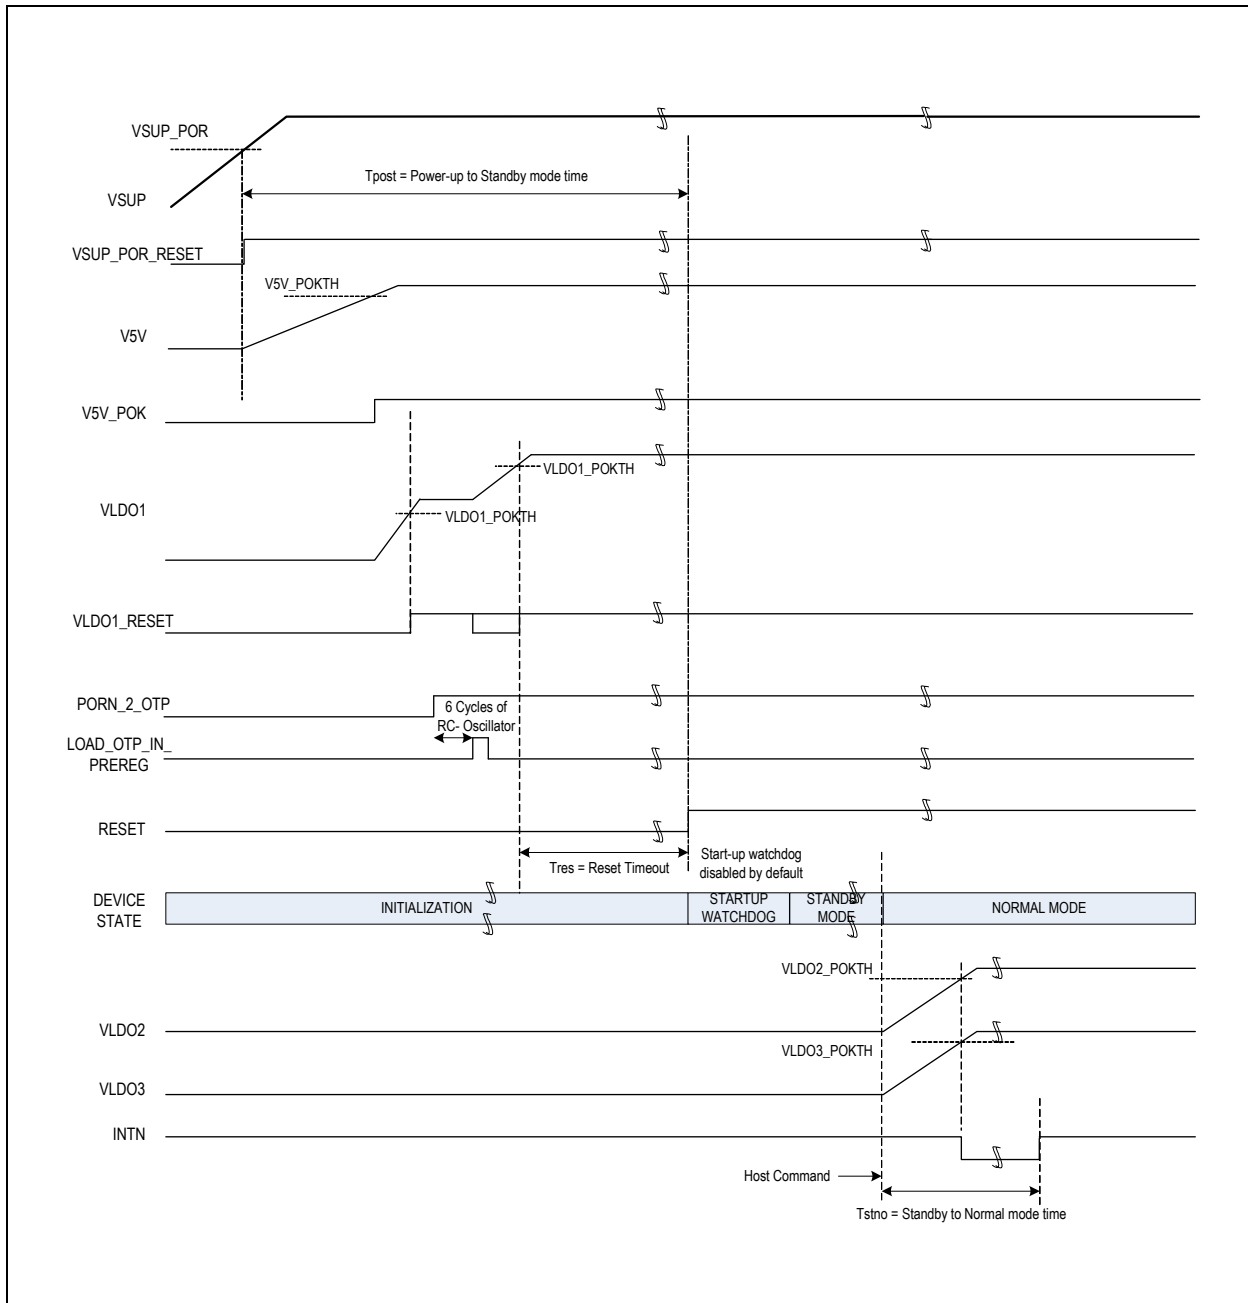 VSUP_POR
Tpost = Power-up to Standby mode time
VSUP
VSUP_POR_RESET
V5V_POKTH
V5V
V5V_POK
VLDO1_POKTH
VLDO1
VLDO1_POKTH
VLDO1_RESET
PORN_2_OTP
6 Cycles of
RC- Oscillator
LOAD_OTP_IN_
PREREG
RESET
Tres = Reset Timeout
Start-up watchdog
disabled by default
DEVICE
STATE
INITIALIZATION
STARTUP
WATCHDOG
STANDBY
MODE
NORMAL MODE
VLDO2_POKTH
VLDO2
VLDO3_POKTH
VLDO3
INTN
Host Command
Tstno = Standby to Normal mode time